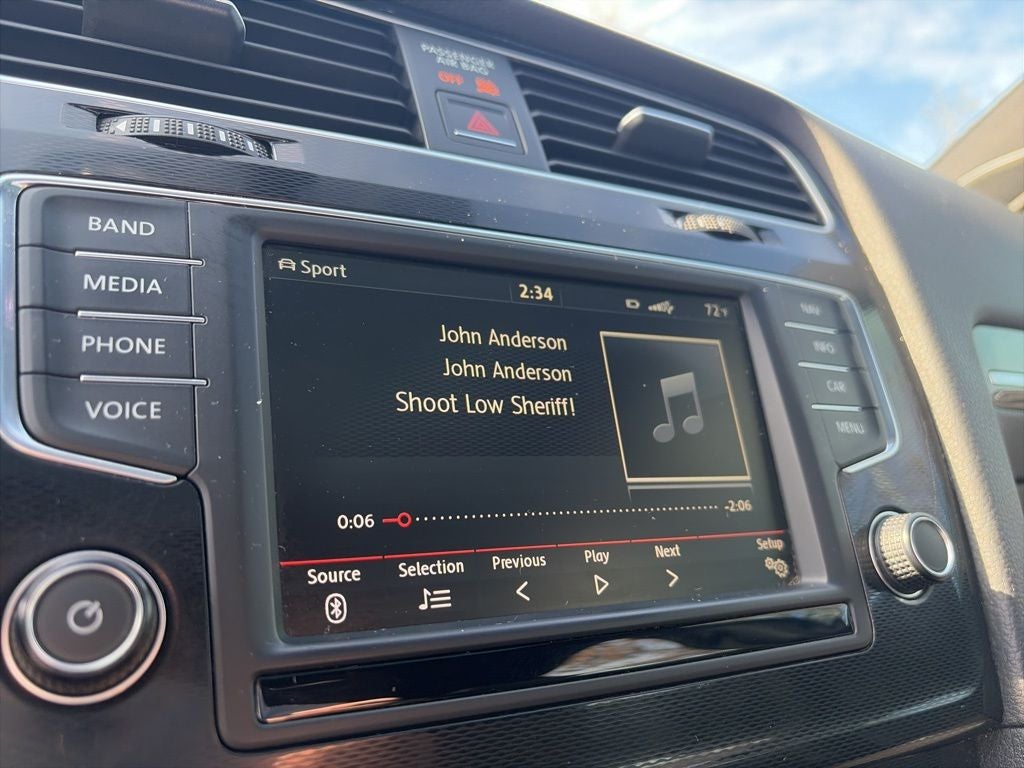 PASSENGER
AIR BAG
OFF
BAND
MEDIA
PHONE
VOICE
Sport
2:34
72°F
John Anderson
John Anderson
Shoot Low Sheriff!
0:06
-2:06
Source
Selection
Previous
Play
Next
Setup
NAV
INFO
CAR
MENU